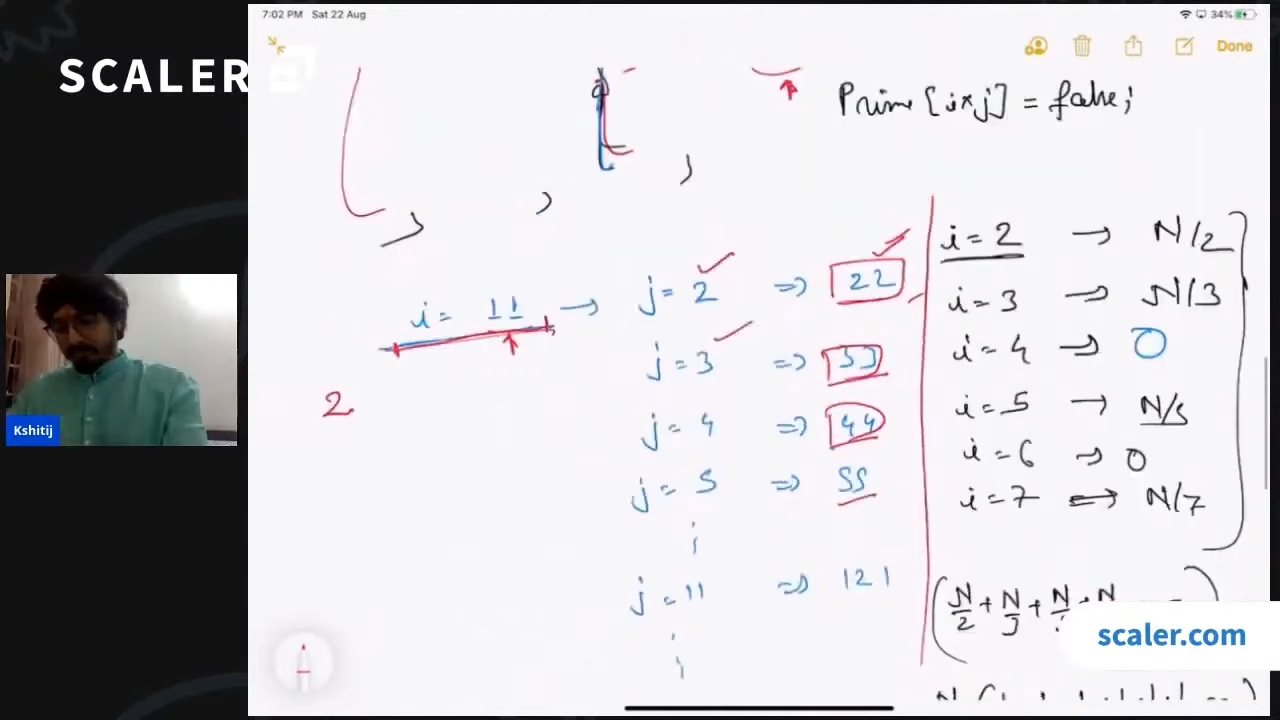 7:02 PM Sat 22 Aug
34%
Done
SCALER
Prime [i×j] = false;
i = 11 → j = 2 => 22
j = 3 => 33
j = 4 => 44
j = 5 => 55
j = 11 => 121
2
i = 2 → N/2
i = 3 → N/3
i = 4 → 0
i = 5 → N/5
i = 6 → 0
i = 7 → N/7
(N/2 + N/3 + N/ + N
Kshitij
scaler.com